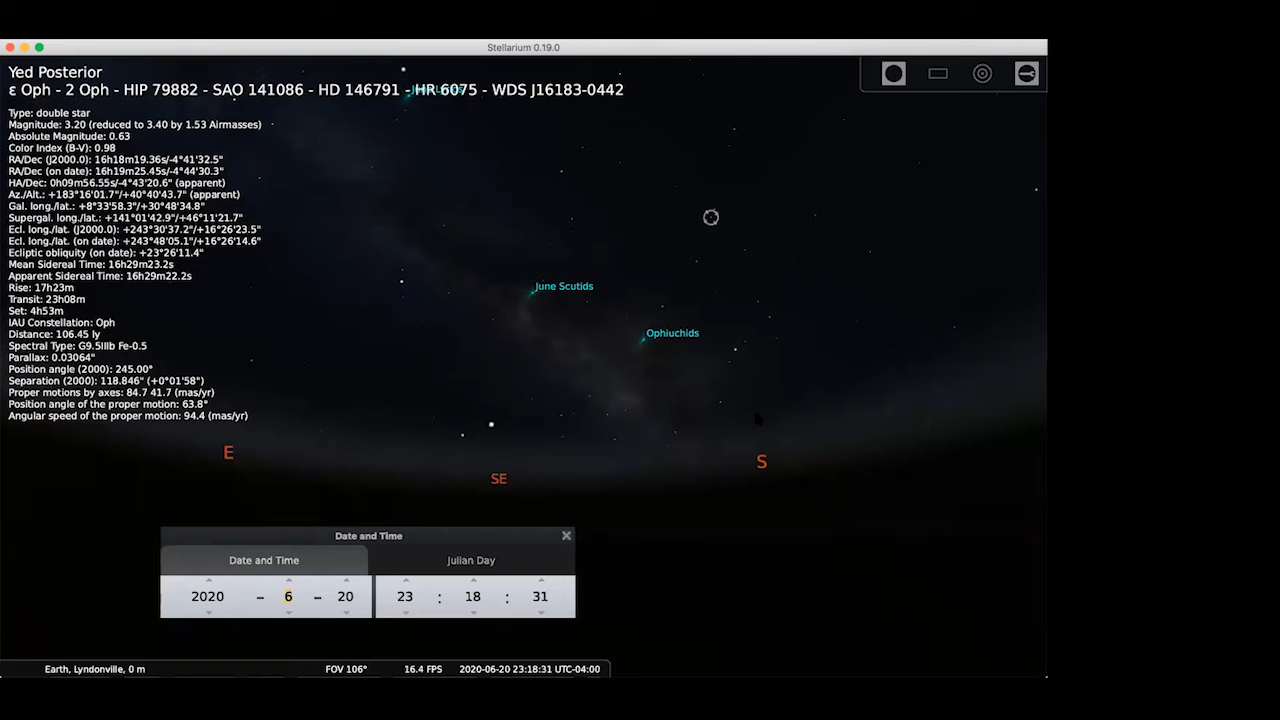 Stellarium 0.19.0
Yed Posterior
ε Oph - 2 Oph - HIP 79882 - SAO 141086 - HD 146791 - HR 6075 - WDS J16183-0442
Type: double star
Magnitude: 3.20 (reduced to 3.40 by 1.53 Airmasses)
Absolute Magnitude: 0.63
Color Index (B-V): 0.98
RA/Dec (J2000.0): 16h18m19.36s/-4°41'32.5"
RA/Dec (on date): 16h19m25.45s/-4°44'30.3"
HA/Dec: 0h09m56.55s/-4°43'20.6" (apparent)
Az./Alt.: +183°16'01.7"/+40°40'43.7" (apparent)
Gal. long./lat.: +8°33'58.3"/+30°48'34.8"
Supergal. long./lat.: +141°01'42.9"/+46°11'21.7"
Ecl. long./lat. (J2000.0): +243°30'37.2"/+16°26'23.5"
Ecl. long./lat. (on date): +243°48'05.1"/+16°26'14.6"
Ecliptic obliquity (on date): +23°26'11.4"
Mean Sidereal Time: 16h29m23.2s
Apparent Sidereal Time: 16h29m22.2s
Rise: 17h23m
Transit: 23h08m
Set: 4h53m
IAU Constellation: Oph
Distance: 106.45 ly
Spectral Type: G9.5IIIb Fe-0.5
Parallax: 0.03064"
Position angle (2000): 245.00°
Separation (2000): 118.846" (+0°01'58")
Proper motions by axes: 84.7 41.7 (mas/yr)
Position angle of the proper motion: 63.8°
Angular speed of the proper motion: 94.4 (mas/yr)
June Scutids
Ophiuchids
E
SE
S
Date and Time
Date and Time Julian Day
2020 - 6 - 20 23 : 18 : 31
Earth, Lyndonville, 0 m FOV 106° 16.4 FPS 2020-06-20 23:18:31 UTC-04:00